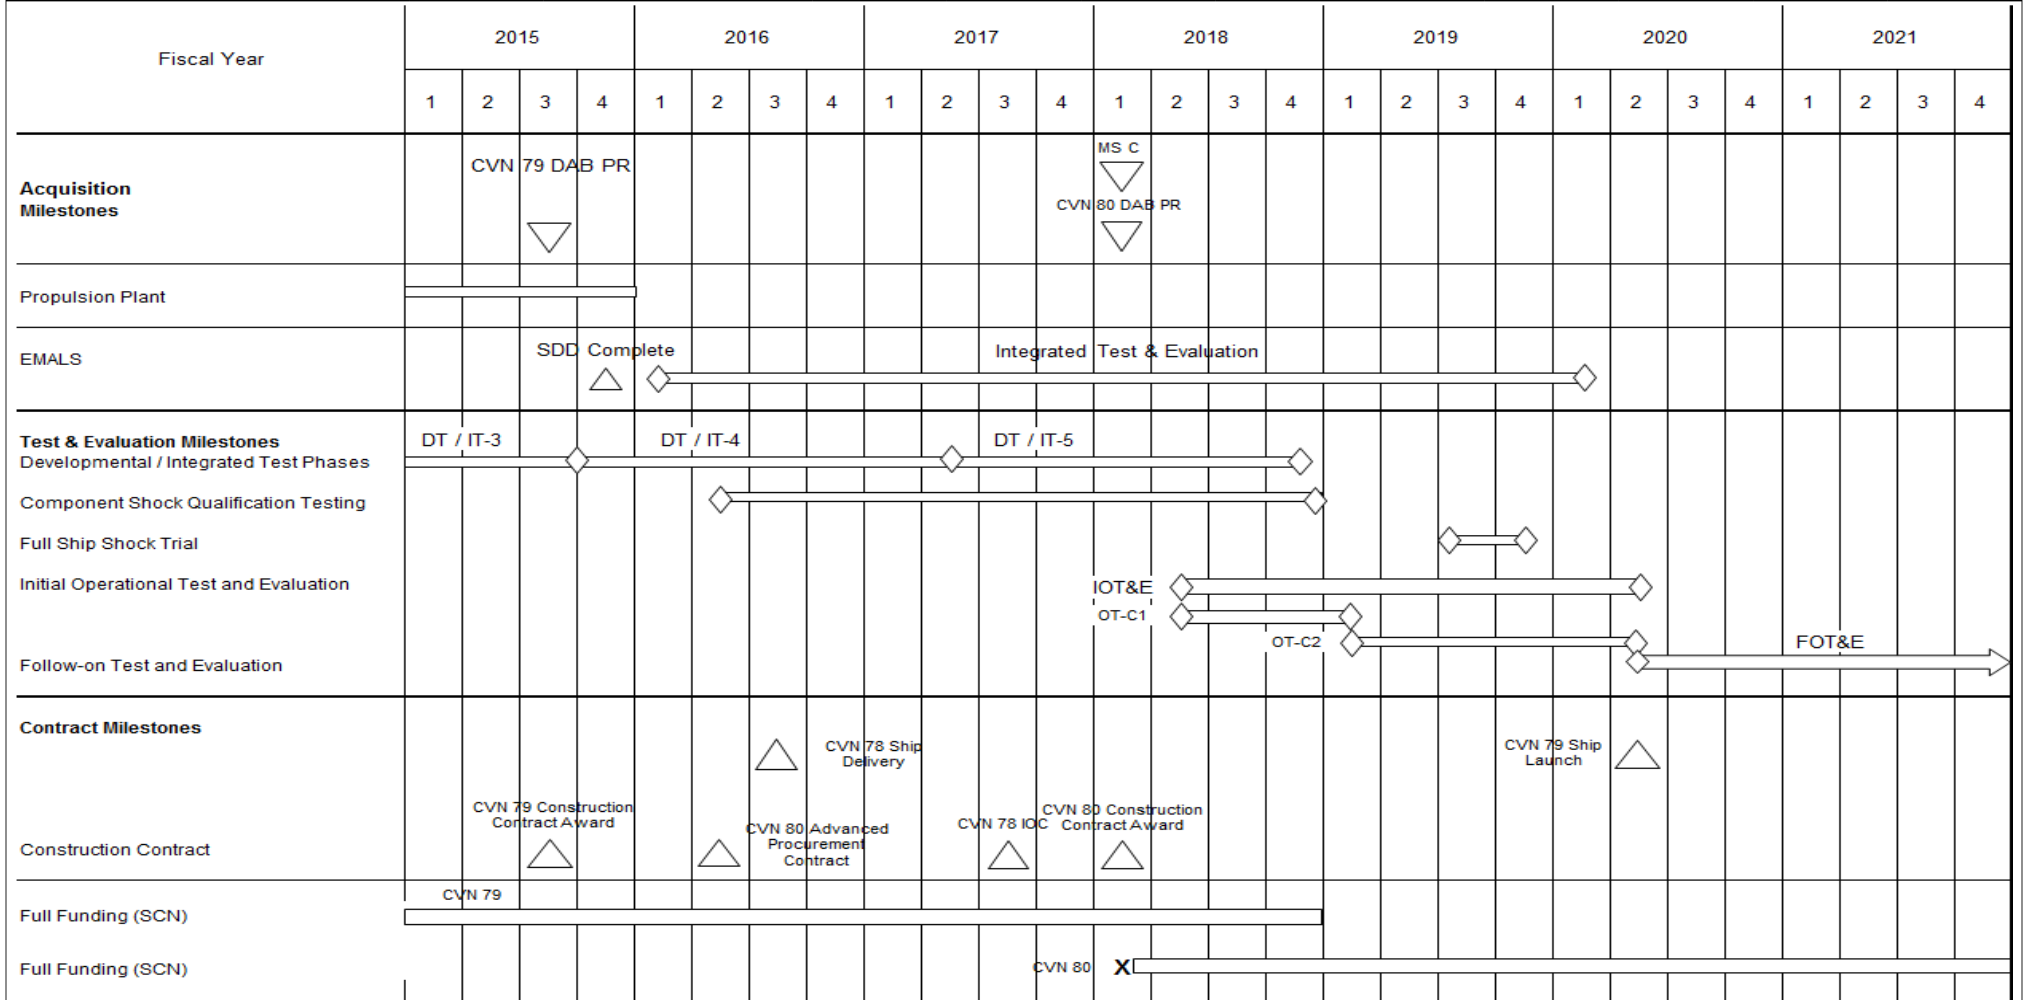 Fiscal Year
2015 2016 2017 2018 2019 2020 2021
1 2 3 4 1 2 3 4 1 2 3 4 1 2 3 4 1 2 3 4 1 2 3 4 1 2 3 4
Acquisition
Milestones
CVN 79 DAB PR
MS C
CVN 80 DAB PR
Propulsion Plant
EMALS
SDD Complete
Integrated Test & Evaluation
Test & Evaluation Milestones
DT / IT-3
DT / IT-4
DT / IT-5
Developmental / Integrated Test Phases
Component Shock Qualification Testing
Full Ship Shock Trial
Initial Operational Test and Evaluation
IOT&E
OT-C1
OT-C2
Follow-on Test and Evaluation
FOT&E
Contract Milestones
CVN 78 Ship
Delivery
CVN 79 Ship
Launch
Construction Contract
CVN 79 Construction
Contract Award
CVN 80 Advanced
Procurement
Contract
CVN 78 IOC
CVN 80 Construction
Contract Award
Full Funding (SCN)
CVN 79
Full Funding (SCN)
CVN 80
X